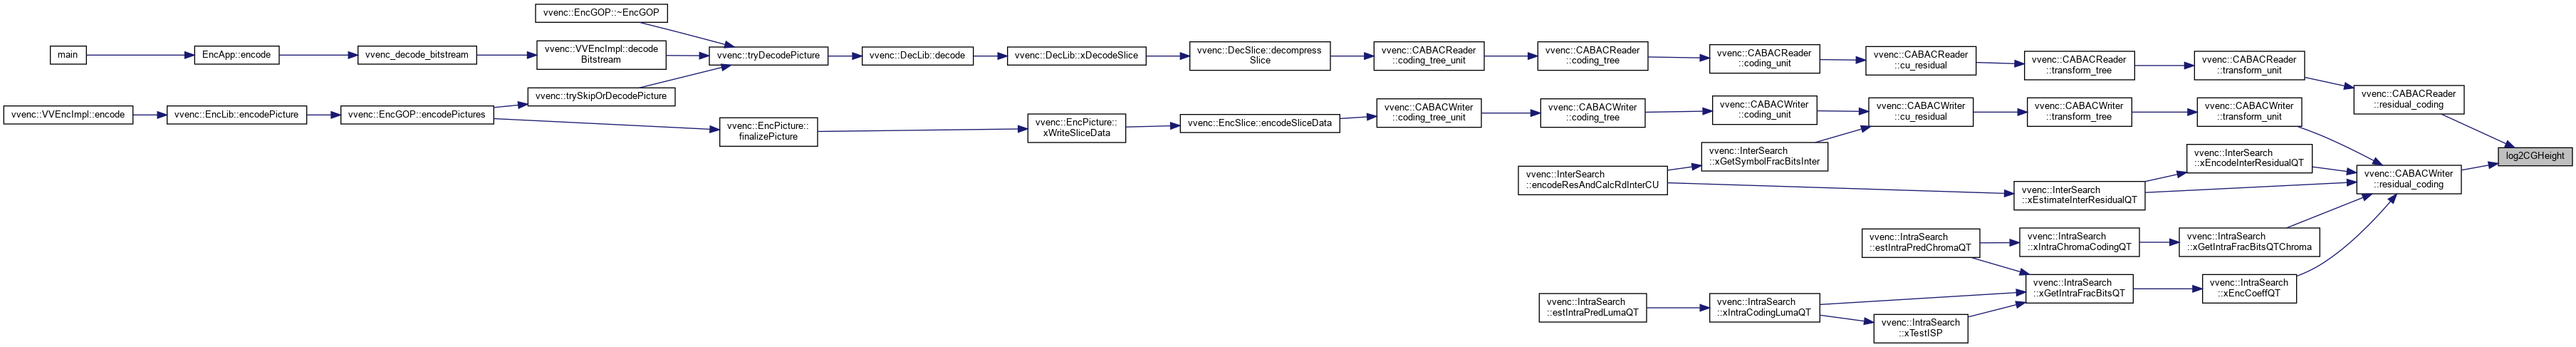 vvenc::EncGOP::~EncGOP
main
EncApp::encode
vvenc_decode_bitstream
vvenc::VVEncImpl::decode
Bitstream
vvenc::tryDecodePicture
vvenc::DecLib::decode
vvenc::DecLib::xDecodeSlice
vvenc::DecSlice::decompress
Slice
vvenc::CABACReader
::coding_tree_unit
vvenc::CABACReader
::coding_tree
vvenc::CABACReader
::coding_unit
vvenc::CABACReader
::cu_residual
vvenc::CABACReader
::transform_tree
vvenc::CABACReader
::transform_unit
vvenc::CABACReader
::residual_coding
vvenc::trySkipOrDecodePicture
vvenc::VVEncImpl::encode
vvenc::EncLib::encodePicture
vvenc::EncGOP::encodePictures
vvenc::EncPicture::
finalizePicture
vvenc::EncPicture::
xWriteSliceData
vvenc::EncSlice::encodeSliceData
vvenc::CABACWriter
::coding_tree_unit
vvenc::CABACWriter
::coding_tree
vvenc::CABACWriter
::coding_unit
vvenc::CABACWriter
::cu_residual
vvenc::CABACWriter
::transform_tree
vvenc::CABACWriter
::transform_unit
log2CGHeight
vvenc::InterSearch
::xGetSymbolFracBitsInter
vvenc::InterSearch
::xEncodeInterResidualQT
vvenc::InterSearch
::encodeResAndCalcRdInterCU
vvenc::InterSearch
::xEstimateInterResidualQT
vvenc::CABACWriter
::residual_coding
vvenc::IntraSearch
::estIntraPredChromaQT
vvenc::IntraSearch
::xIntraChromaCodingQT
vvenc::IntraSearch
::xGetIntraFracBitsQTChroma
vvenc::IntraSearch
::xGetIntraFracBitsQT
vvenc::IntraSearch
::xEncCoeffQT
vvenc::IntraSearch
::estIntraPredLumaQT
vvenc::IntraSearch
::xIntraCodingLumaQT
vvenc::IntraSearch
::xTestISP